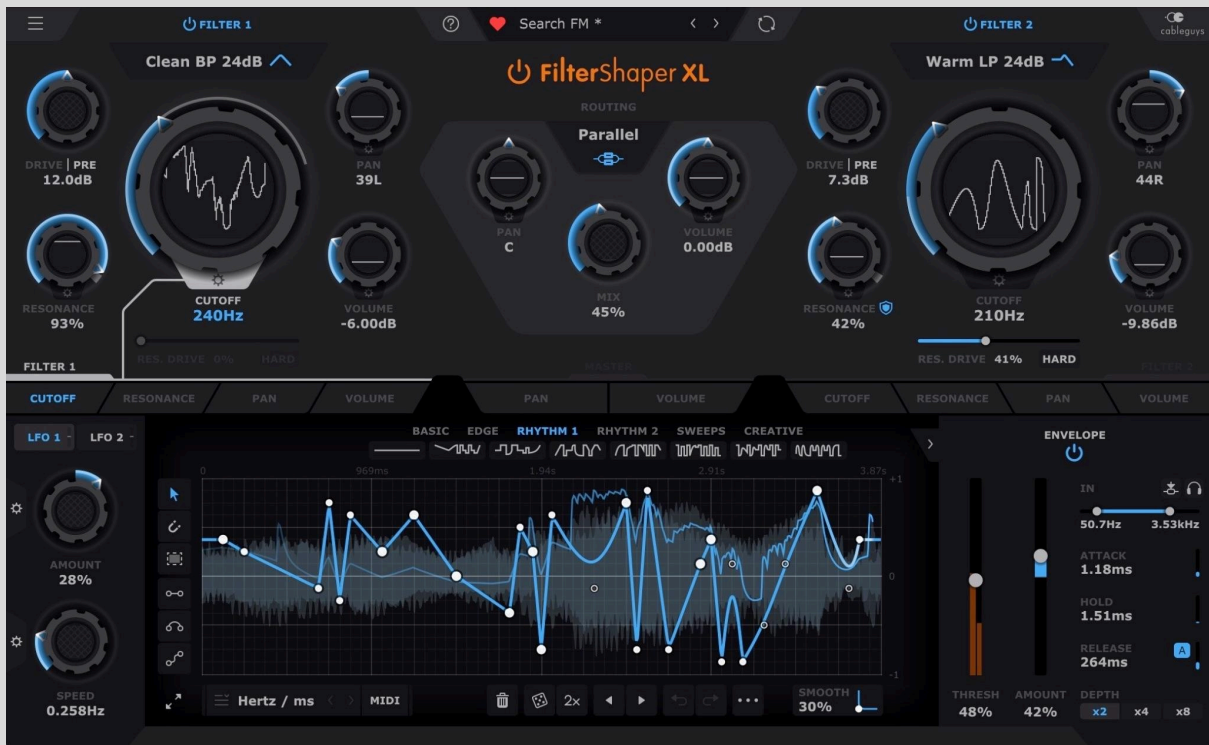 FILTER 1
Search FM *
FILTER 2
cableguys
Clean BP 24dB
FilterShaper XL
Warm LP 24dB
ROUTING
Parallel
DRIVE | PRE
12.0dB
PAN
39L
DRIVE | PRE
7.3dB
PAN
44R
PAN
C
VOLUME
0.00dB
MIX
45%
RESONANCE
93%
CUTOFF
240Hz
VOLUME
-6.00dB
RESONANCE
42%
CUTOFF
210Hz
VOLUME
-9.86dB
RES. DRIVE 0% HARD
RES. DRIVE 41% HARD
FILTER 1
MASTER
FILTER 2
CUTOFF RESONANCE PAN VOLUME PAN VOLUME CUTOFF RESONANCE PAN VOLUME
LFO 1 LFO 2
BASIC EDGE RHYTHM 1 RHYTHM 2 SWEEPS CREATIVE
0 969ms 1.94s 2.91s 3.87s
+1
0
-1
AMOUNT
28%
SPEED
0.258Hz
Hertz / ms
MIDI
2x
SMOOTH
30%
ENVELOPE
IN
50.7Hz 3.53kHz
ATTACK
1.18ms
HOLD
1.51ms
RELEASE
264ms
A
THRESH
48%
AMOUNT
42%
DEPTH
x2 x4 x8